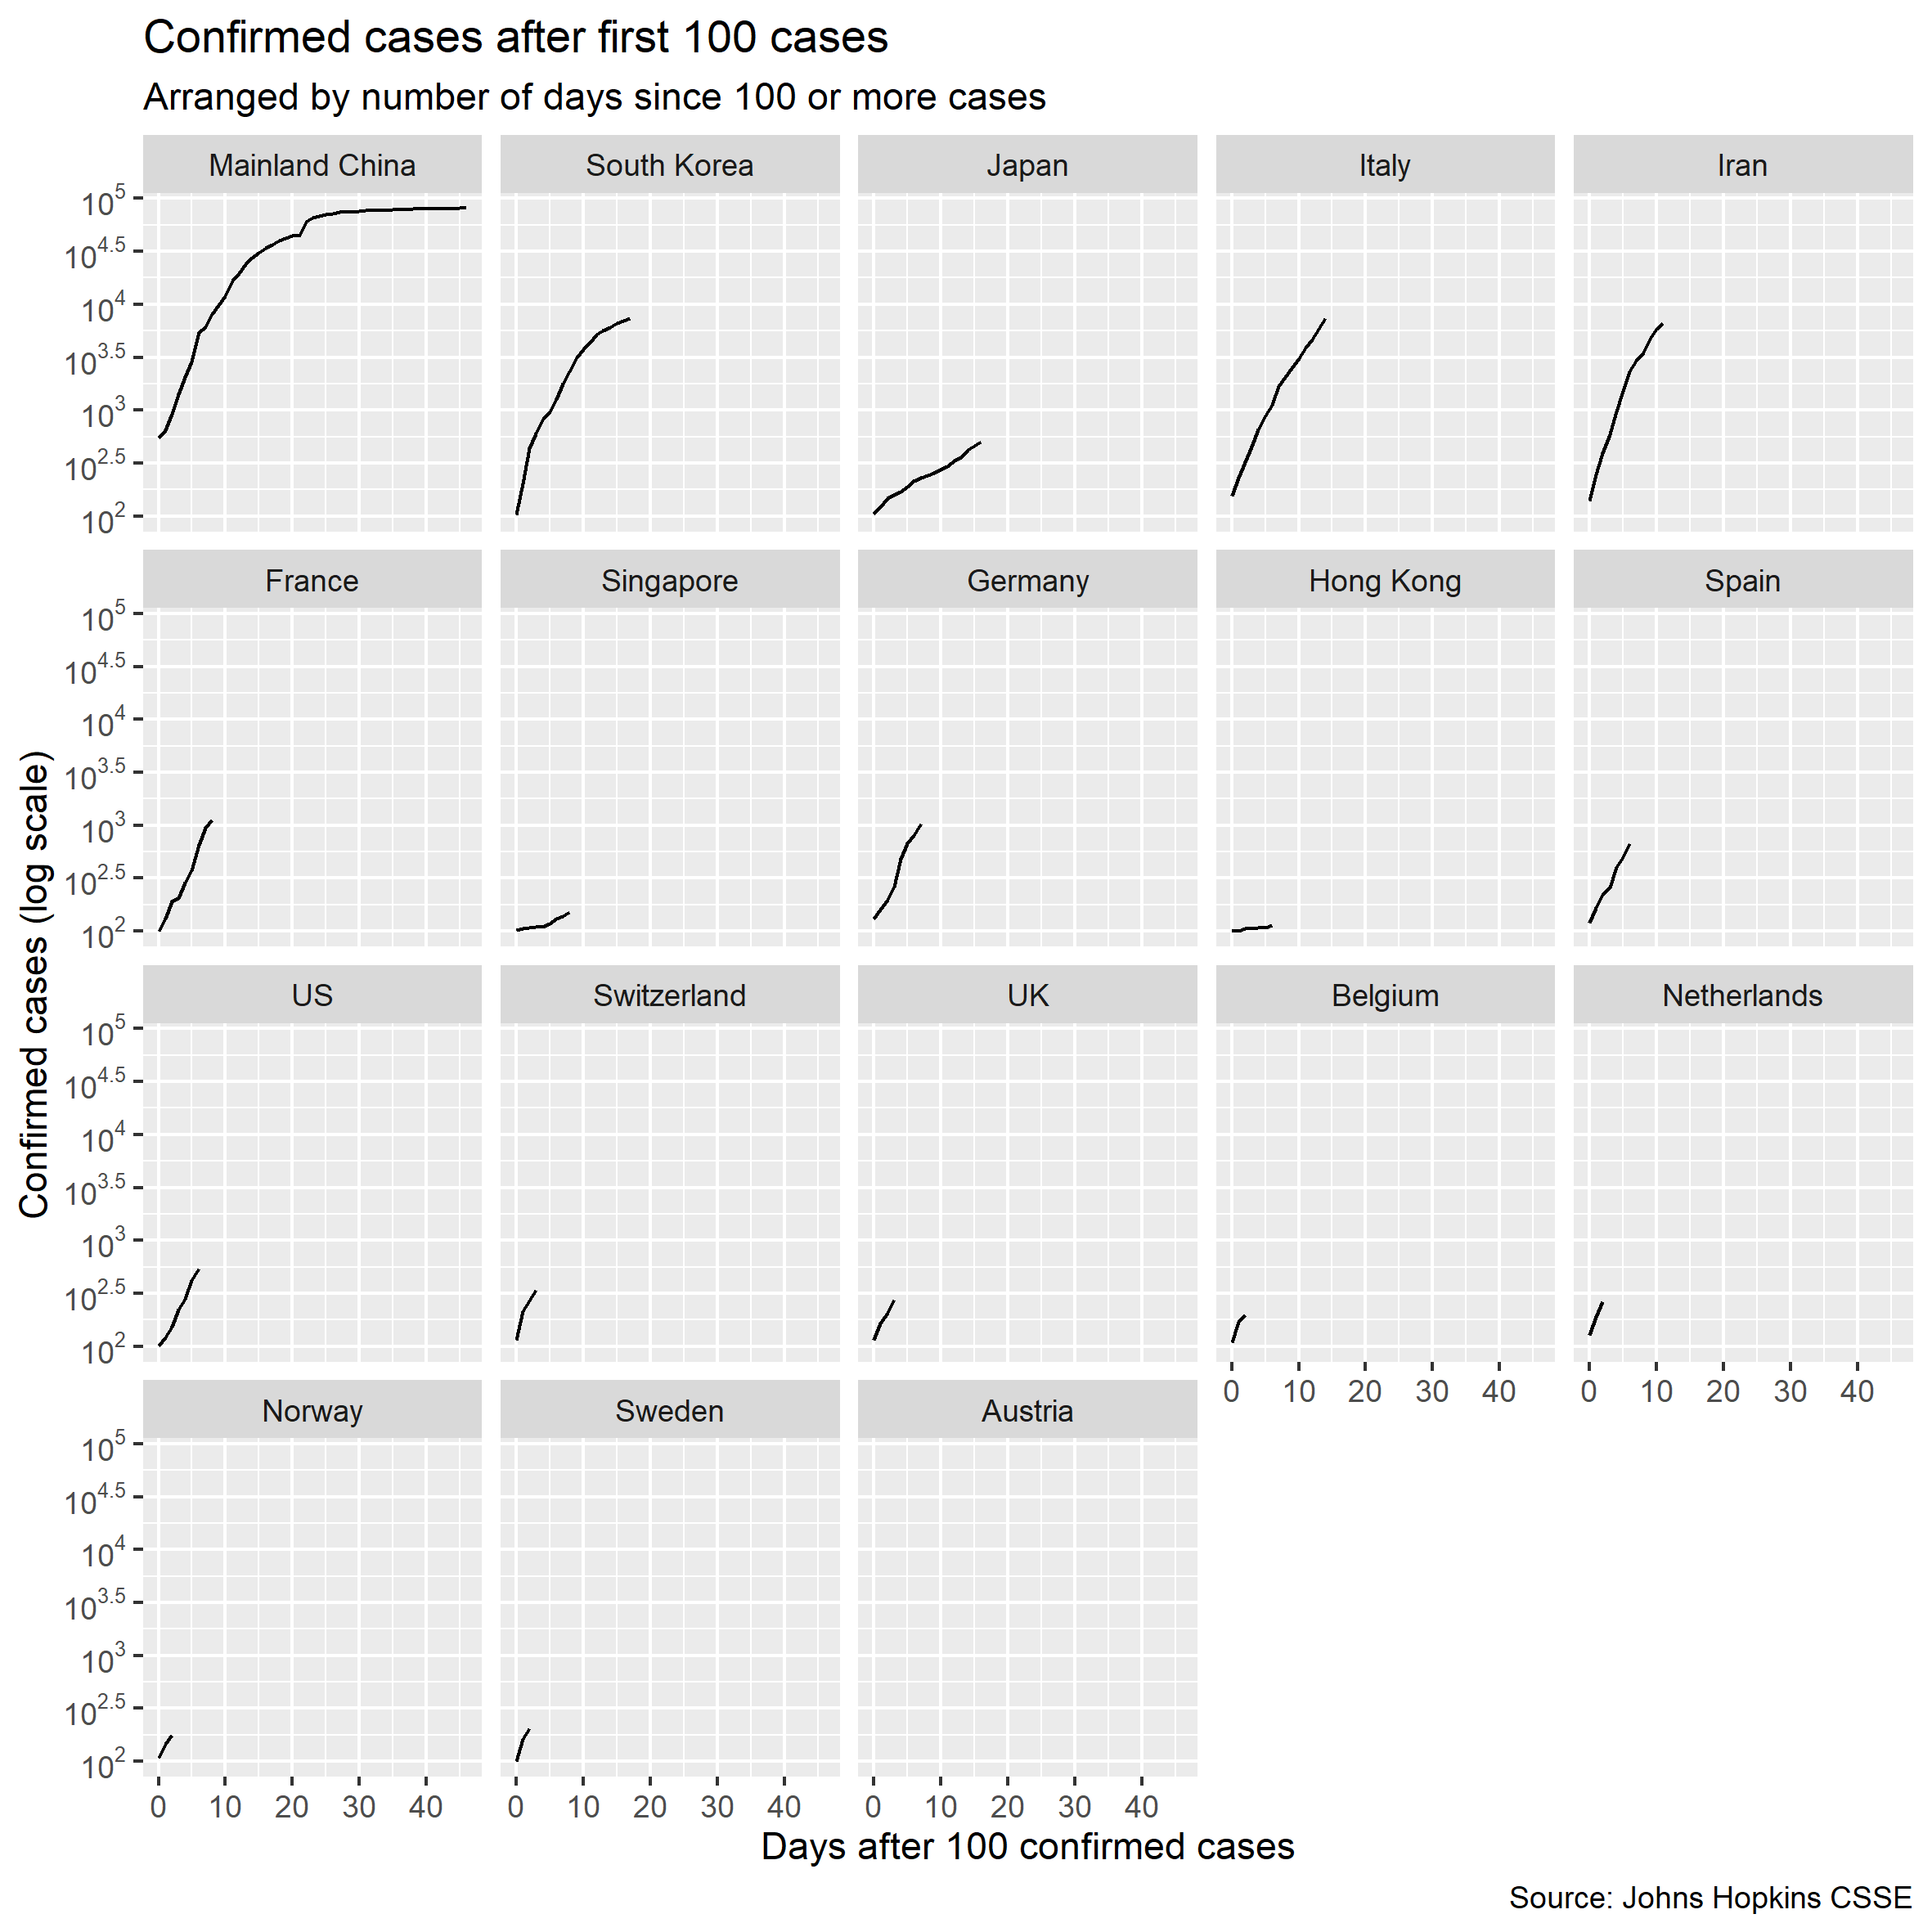 Confirmed cases after first 100 cases
Arranged by number of days since 100 or more cases
Mainland China South Korea Japan Italy Iran
10^5
10^4.5
10^4
10^3.5
10^3
10^2.5
10^2
France Singapore Germany Hong Kong Spain
10^5
10^4.5
10^4
10^3.5
10^3
10^2.5
10^2
US Switzerland UK Belgium Netherlands
10^5
10^4.5
10^4
10^3.5
10^3
10^2.5
10^2
0 10 20 30 40 0 10 20 30 40
Norway Sweden Austria
10^5
10^4.5
10^4
10^3.5
10^3
10^2.5
10^2
0 10 20 30 40 0 10 20 30 40 0 10 20 30 40
Confirmed cases (log scale)
Days after 100 confirmed cases
Source: Johns Hopkins CSSE